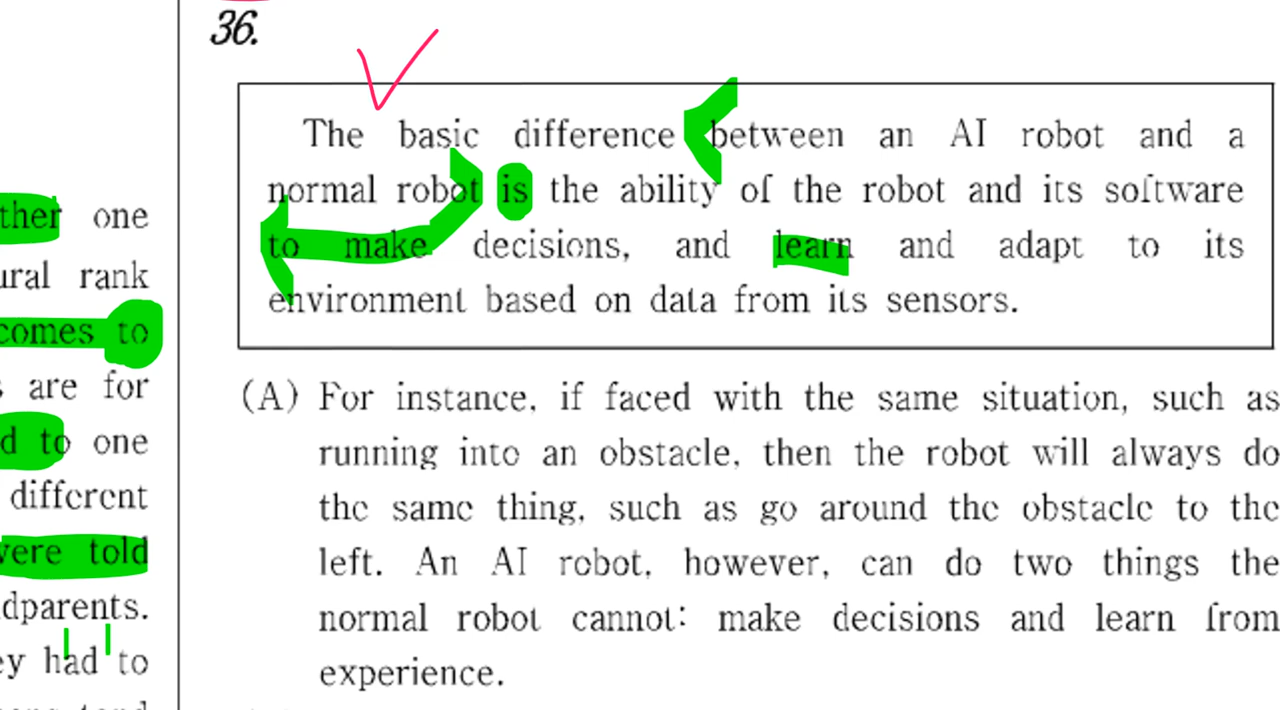 ther one
ural rank
comes to
s are for
d to one
different
were told
dparents.
ey had to
36.
The basic difference between an AI robot and a
normal robot is the ability of the robot and its software
to make decisions, and learn and adapt to its
environment based on data from its sensors.
(A) For instance, if faced with the same situation, such as
running into an obstacle, then the robot will always do
the same thing, such as go around the obstacle to the
left. An AI robot, however, can do two things the
normal robot cannot: make decisions and learn from
experience.